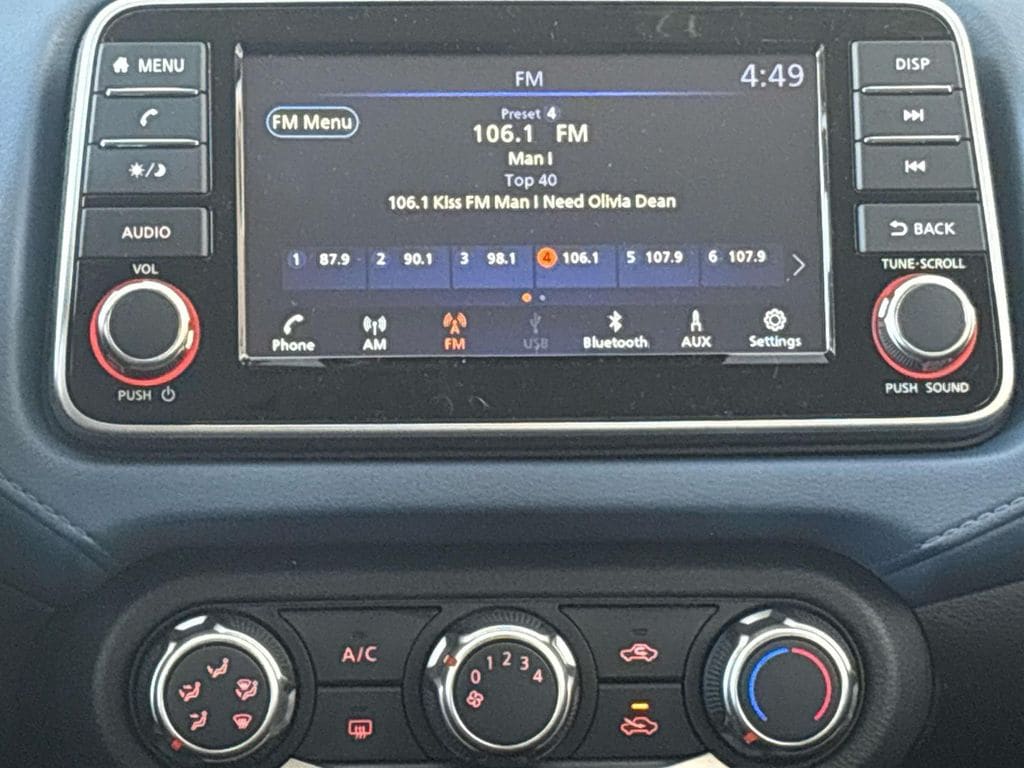 MENU
AUDIO
VOL
PUSH
FM
4:49
FM Menu
Preset 4
106.1 FM
Man I
Top 40
106.1 Kiss FM Man I Need Olivia Dean
1 87.9 2 90.1 3 98.1 4 106.1 5 107.9 6 107.9
Phone AM FM USB Bluetooth AUX Settings
DISP
BACK
TUNE·SCROLL
PUSH SOUND
A/C
0 1 2 3 4